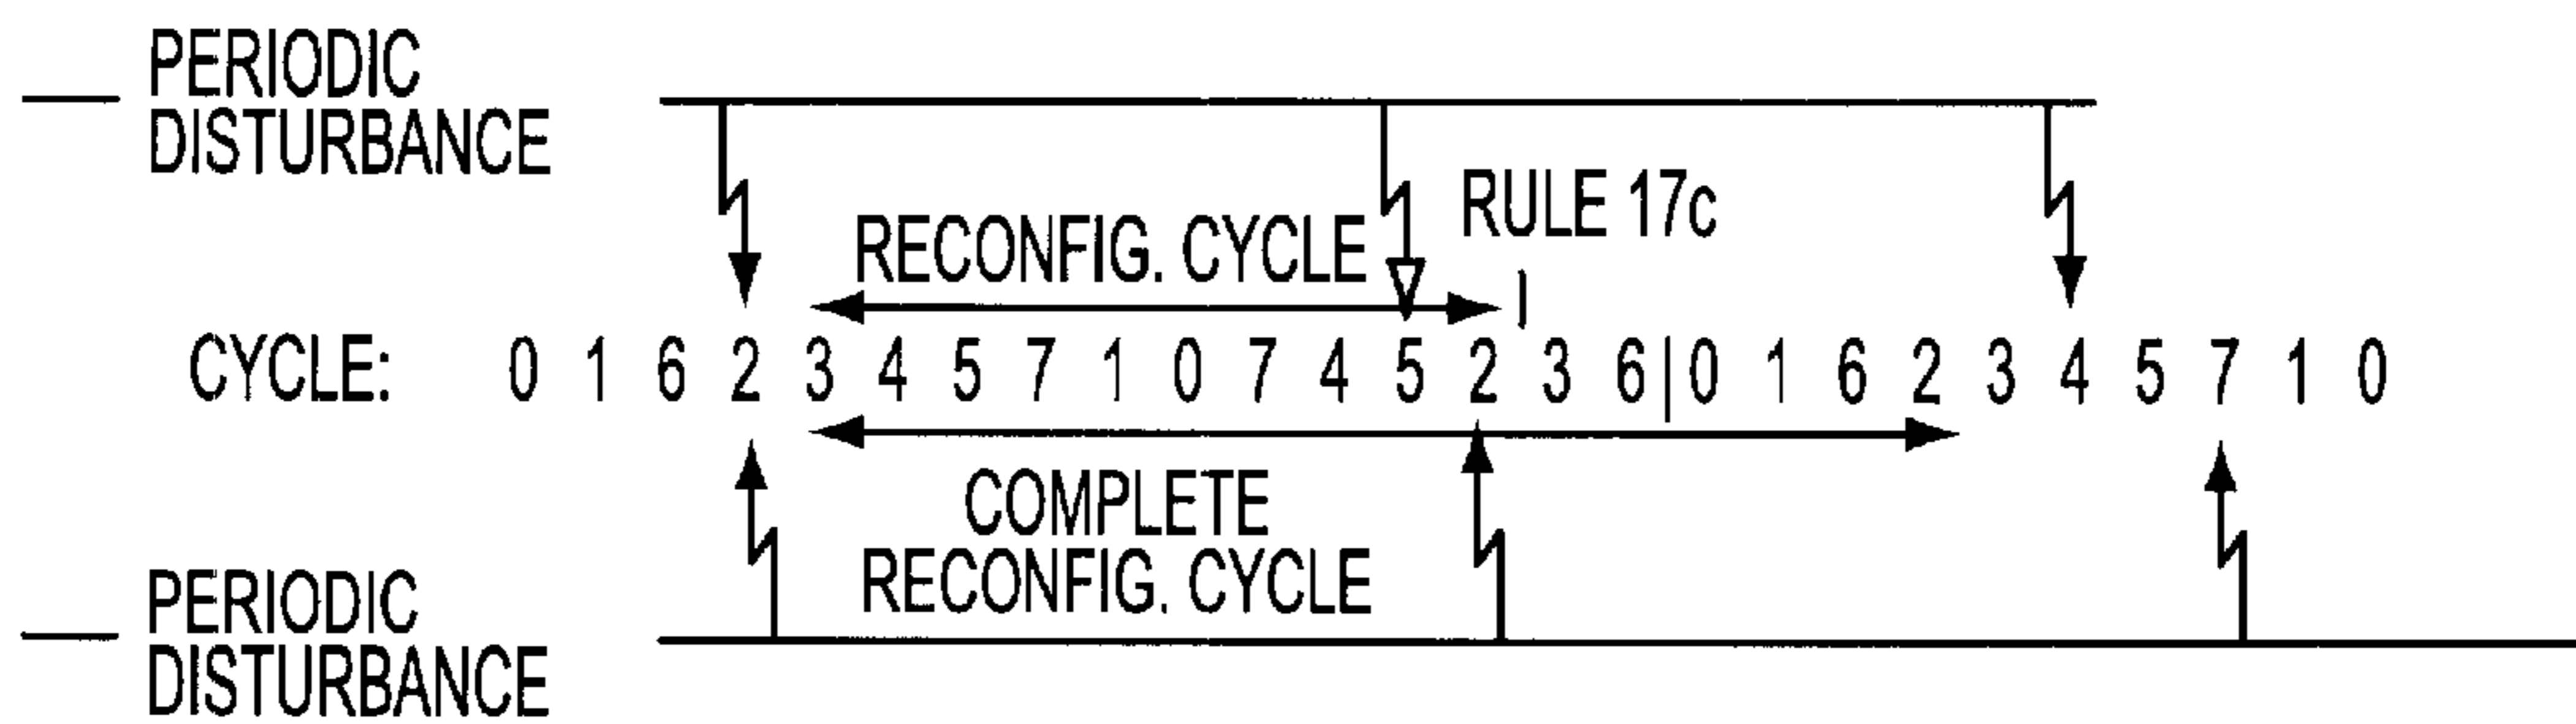 PERIODIC
DISTURBANCE
RULE 17c
RECONFIG. CYCLE
CYCLE: 0 1 6 2 3 4 5 7 1 0 7 4 5 2 3 6|0 1 6 2 3 4 5 7 1 0
COMPLETE
RECONFIG. CYCLE
PERIODIC
DISTURBANCE